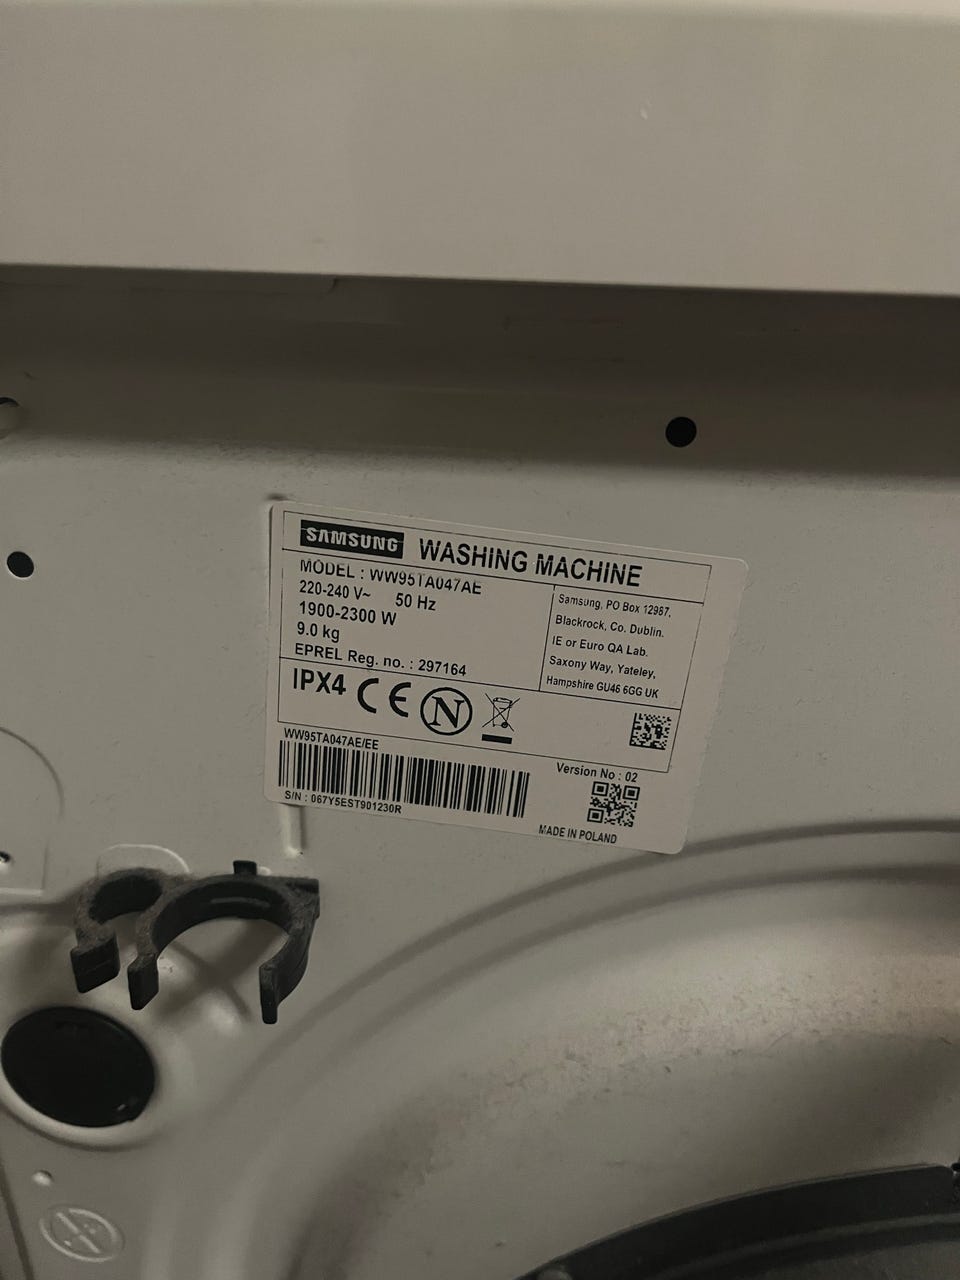 SAMSUNG WASHING MACHINE
MODEL : WW95TA047AE
220-240 V~ 50 Hz
1900-2300 W
9.0 kg
EPREL Reg. no. : 297164
Samsung, PO Box 12987,
Blackrock, Co. Dublin.
IE or Euro QA Lab.
Saxony Way, Yateley,
Hampshire GU46 6GG UK
IPX4 CE N
WW95TA047AE/EE
S/N : 067Y5EST901230R
Version No : 02
MADE IN POLAND